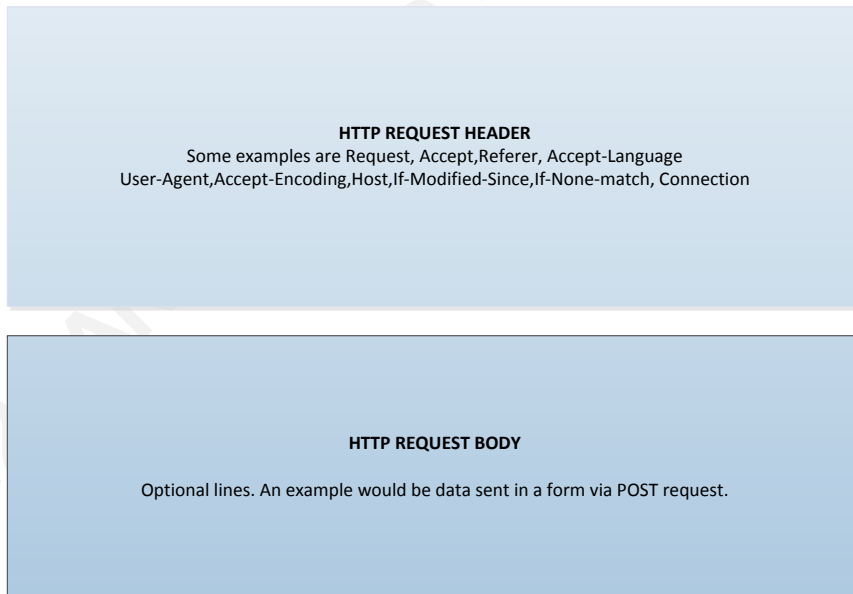 HTTP REQUEST HEADER
Some examples are Request, Accept,Referer, Accept-Language
User-Agent,Accept-Encoding,Host,If-Modified-Since,If-None-match, Connection
HTTP REQUEST BODY
Optional lines. An example would be data sent in a form via POST request.